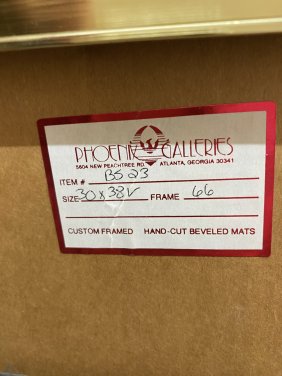 PHOENIX GALLERIES
5604 NEW PEACHTREE RD. ATLANTA, GEORGIA 30341
ITEM # BS 23
SIZE 30 x 38V FRAME 66
CUSTOM FRAMED HAND-CUT BEVELED MATS